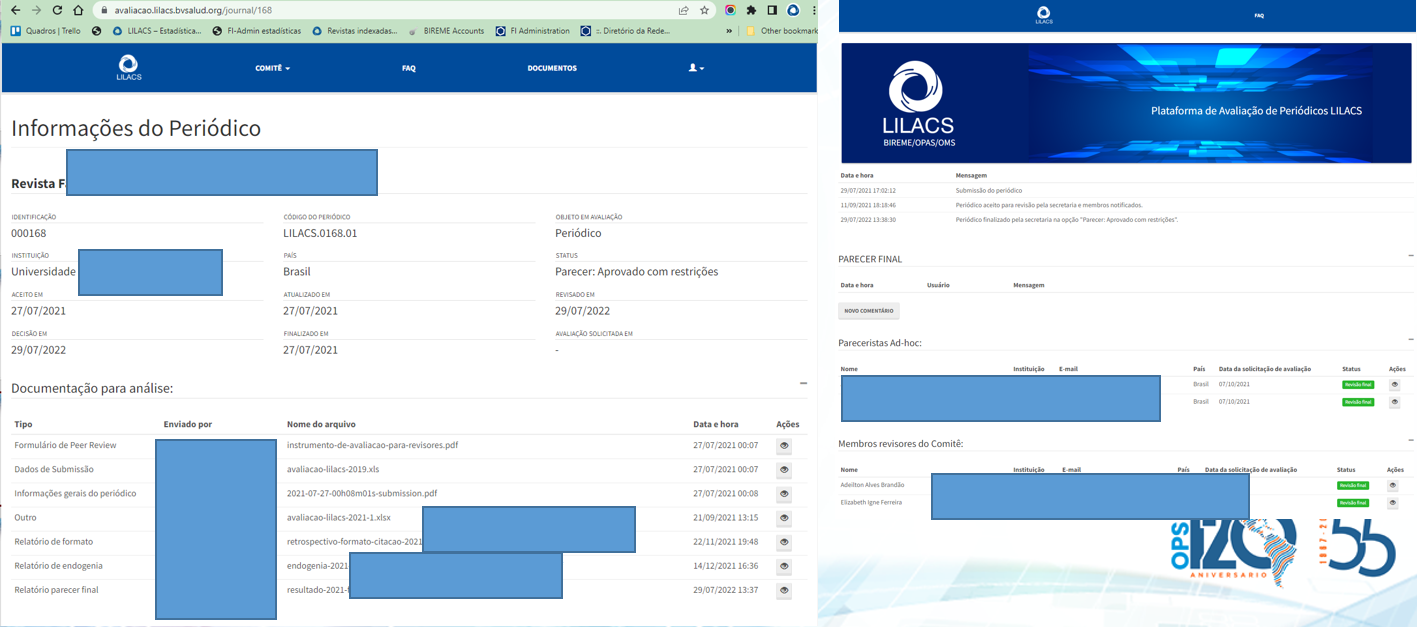 avaliacao.lilacs.bvsalud.org/journal/168
Quadros | Trello
LILACS – Estadística...
FI-Admin estadísticas
Revistas indexadas...
BIREME Accounts
FI Administration
:. Diretório da Rede...
»
Other bookmark
LILACS
COMITÊ
FAQ
DOCUMENTOS
Informações do Periódico
Revista F
IDENTIFICAÇÃO
CÓDIGO DO PERIÓDICO
OBJETO EM AVALIAÇÃO
000168
LILACS.0168.01
Periódico
INSTITUIÇÃO
PAÍS
STATUS
Universidade
Brasil
Parecer: Aprovado com restrições
ACEITO EM
ATUALIZADO EM
REVISADO EM
27/07/2021
27/07/2021
29/07/2022
DECISÃO EM
FINALIZADO EM
AVALIAÇÃO SOLICITADA EM
29/07/2022
27/07/2021
-
Documentação para análise:
Tipo Enviado por Nome do arquivo Data e hora Ações
Formulário de Peer Review instrumento-de-avaliacao-para-revisores.pdf 27/07/2021 00:07
Dados de Submissão avaliacao-lilacs-2019.xls 27/07/2021 00:07
Informações gerais do periódico 2021-07-27-00h08m01s-submission.pdf 27/07/2021 00:08
Outro avaliacao-lilacs-2021-1.xlsx 21/09/2021 13:15
Relatório de formato retrospectivo-formato-citacao-2021 22/11/2021 19:48
Relatório de endogenia endogenia-2021 14/12/2021 16:36
Relatório parecer final resultado-2021- 29/07/2022 13:37
LILACS
FAQ
LILACS
BIREME/OPAS/OMS
Plataforma de Avaliação de Periódicos LILACS
Data e hora Mensagem
29/07/2021 17:02:12 Submissão do periódico
11/09/2021 18:18:46 Periódico aceito para revisão pela secretaria e membros notificados.
29/07/2022 13:38:30 Periódico finalizado pela secretaria na opção "Parecer: Aprovado com restrições".
PARECER FINAL
Data e hora Usuário Mensagem
NOVO COMENTÁRIO
Pareceristas Ad-hoc:
Nome Instituição E-mail País Data da solicitação de avaliação Status Ações
Brasil 07/10/2021 Revisão final
Brasil 07/10/2021 Revisão final
Membros revisores do Comitê:
Nome Instituição E-mail País Data da solicitação de avaliação Status Ações
Adeilton Alves Brandão Revisão final
Elizabeth Igne Ferreira Revisão final
OPS
120
ANIVERSARIO
55